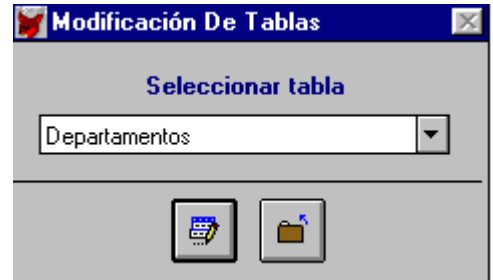 Modificación De Tablas
Seleccionar tabla
Departamentos